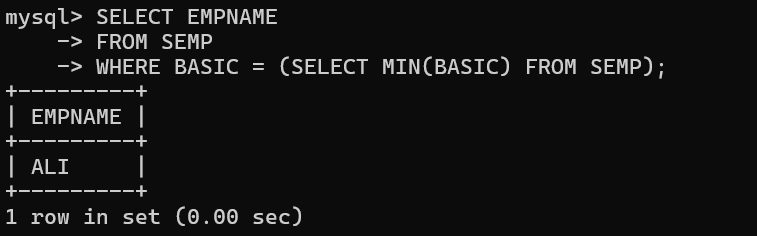 mysql> SELECT EMPNAME
    -> FROM SEMP
    -> WHERE BASIC = (SELECT MIN(BASIC) FROM SEMP);
+---------+
| EMPNAME |
+---------+
| ALI     |
+---------+
1 row in set (0.00 sec)